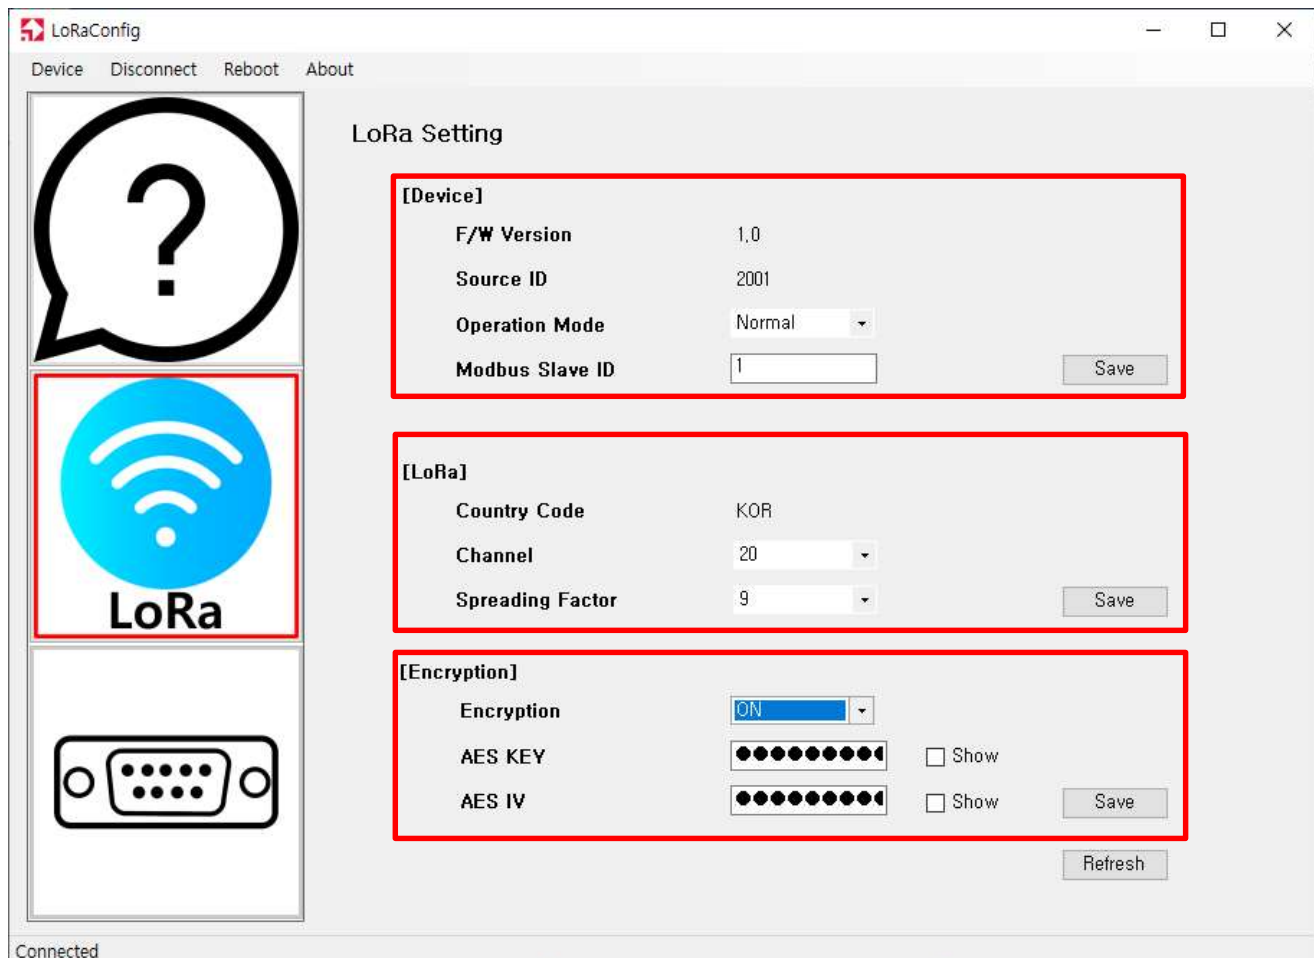 LoRaConfig
Device Disconnect Reboot About
?
LoRa Setting
[Device]
F/₩ Version 1,0
Source ID 2001
Operation Mode Normal
Modbus Slave ID 1 Save
LoRa
[LoRa]
Country Code KOR
Channel 20
Spreading Factor 9 Save
[Encryption]
Encryption ON
AES KEY ●●●●●●●●● Show
AES IV ●●●●●●●●● Show Save
Refresh
Connected